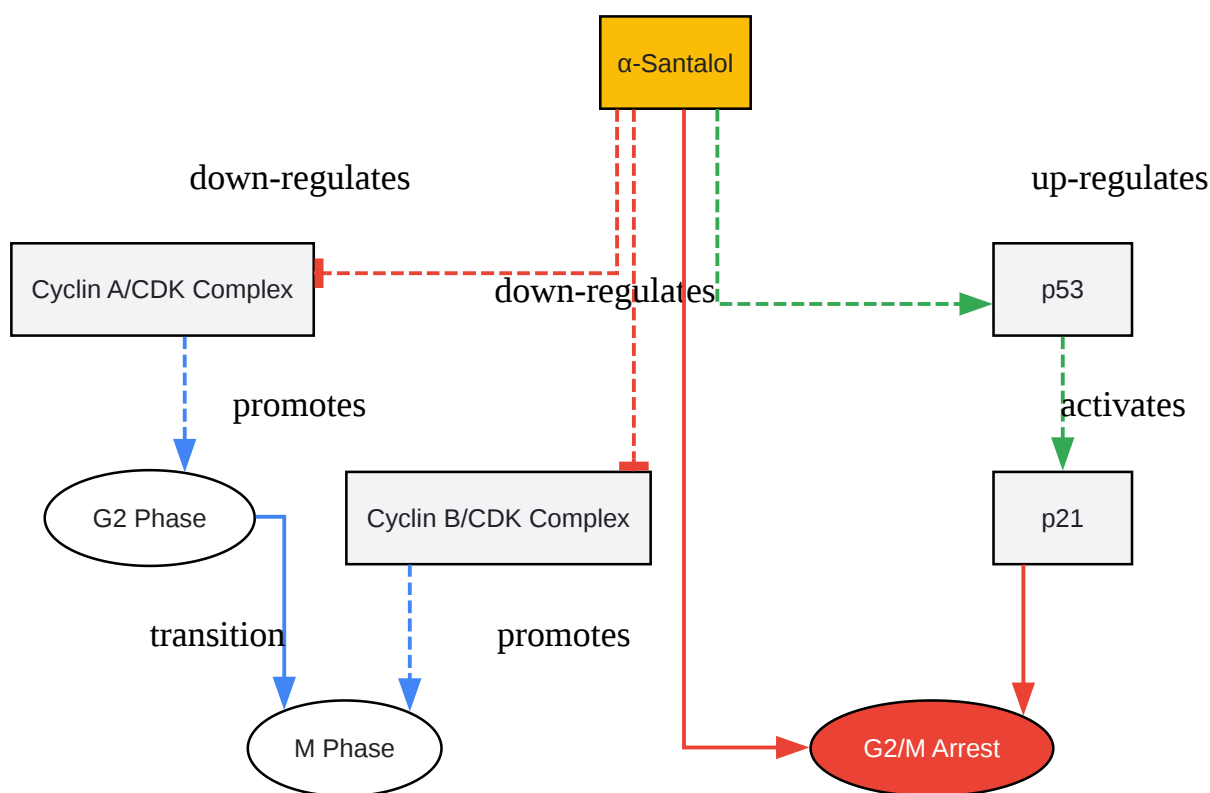 α-Santalol
down-regulates
up-regulates
Cyclin A/CDK Complex
down-regulates
p53
promotes
activates
G2 Phase
Cyclin B/CDK Complex
p21
transition
promotes
M Phase
G2/M Arrest